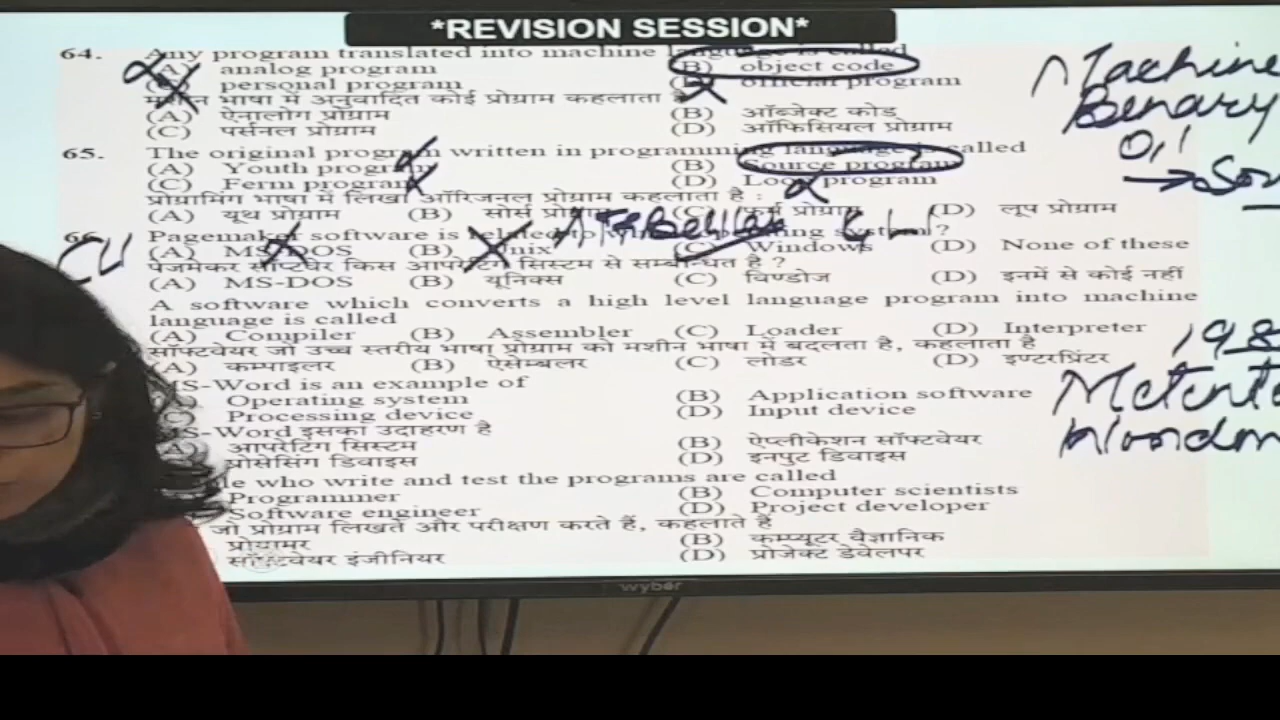 *REVISION SESSION*
64. Any program translated into machine language is called
(A) analog program (B) object code
(C) personal program (D) official program
मशीन भाषा में अनुवादित कोई प्रोग्राम कहलाता है
(A) ऐनालोग प्रोग्राम (B) ऑब्जेक्ट कोड
(C) पर्सनल प्रोग्राम (D) ऑफिसियल प्रोग्राम
Machine
Benary
0,1
65. The original program written in programming language is called
(A) Youth program (B) Source program
(C) Ferm program (D) Loop program
प्रोग्रामिंग भाषा में लिखा ऑरिजनल प्रोग्राम कहलाता है :
(A) यूथ प्रोग्राम (B) सोर्स (C) प्रोग्राम (D) लूप प्रोग्राम
66. Pagemaker software is related to operating system?
(A) MS-DOS (B) Unix (C) Windows (D) None of these
पेजमेकर सॉफ्टवेर किस आपरेटिंग सिस्टम से सम्बन्धित है ?
(A) MS-DOS (B) यूनिक्स (C) विण्डोज (D) इनमें से कोई नहीं
A software which converts a high level language program into machine
language is called
(A) Compiler (B) Assembler (C) Loader (D) Interpreter
सॉफ्टवेयर जो उच्च स्तरीय भाषा प्रोग्राम को मशीन भाषा में बदलता है, कहलाता है
(A) कम्पाइलर (B) ऐसेम्बलर (C) लोडर (D) इण्टरप्रिंटर
MS-Word is an example of
Operating system (B) Application software
Processing device (D) Input device
MS-Word इसका उदाहरण है
आपरेटिंग सिस्टम (B) ऐप्लीकेशन सॉफ्टवेयर
प्रोसेसिंग डिवाइस (D) इनपुट डिवाइस
who write and test the programs are called
Programmer (B) Computer scientists
Software engineer (D) Project developer
जो प्रोग्राम लिखते और परीक्षण करते हैं, कहलाते हैं
प्रोग्रामर (B) कम्प्यूटर वैज्ञानिक
सॉफ्टवेयर इंजीनियर (D) प्रोजेक्ट डेवेलपर
wyber